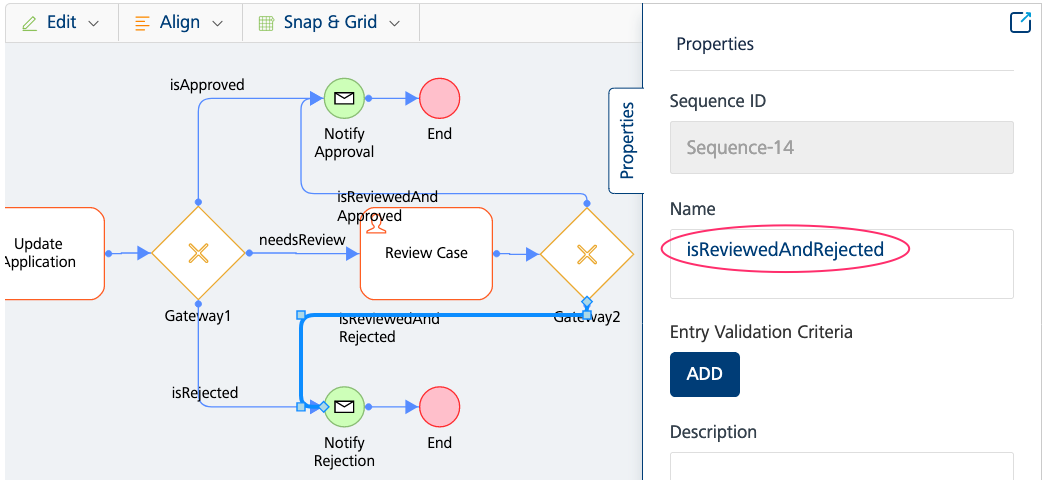 Edit
Align
Snap & Grid
isApproved
Notify
Approval
End
isReviewedAnd
Approved
Update
Application
needsReview
Review Case
Gateway1
isReviewedAnd
Rejected
Gateway2
isRejected
Notify
Rejection
End
Properties
Properties
Sequence ID
Sequence-14
Name
isReviewedAndRejected
Entry Validation Criteria
ADD
Description